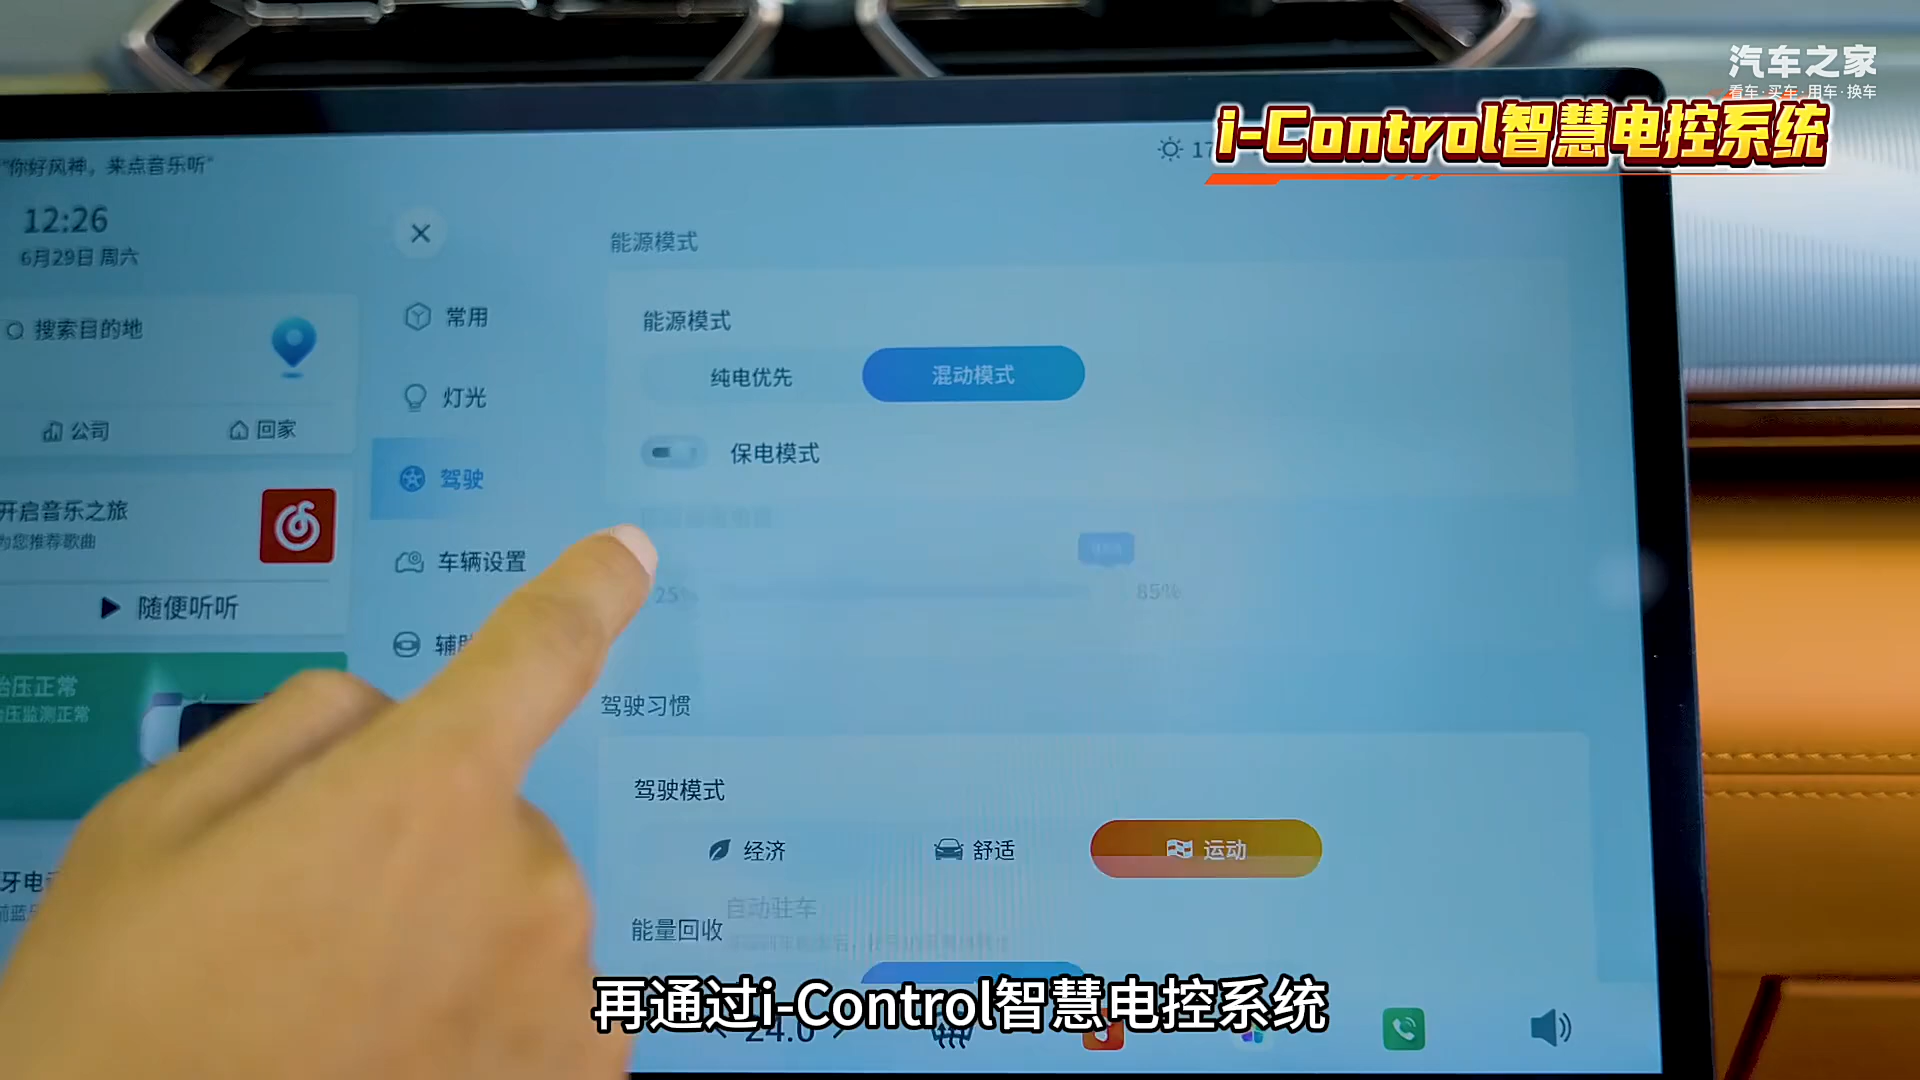 汽车之家
看车·买车·用车·换车
i-Control智慧电控系统
"你好风神，来点音乐听"
12:26
6月29日 周六
搜索目的地
公司
回家
开启音乐之旅
为您推荐歌曲
随便听听
胎压正常
胎压监测正常
常用
灯光
驾驶
车辆设置
能源模式
能源模式
纯电优先
混动模式
保电模式
25%
85%
驾驶习惯
驾驶模式
经济
舒适
运动
自动驻车
能量回收
24.0
再通过i-Control智慧电控系统